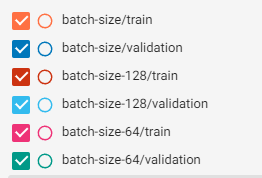 batch-size/train
batch-size/validation
batch-size-128/train
batch-size-128/validation
batch-size-64/train
batch-size-64/validation